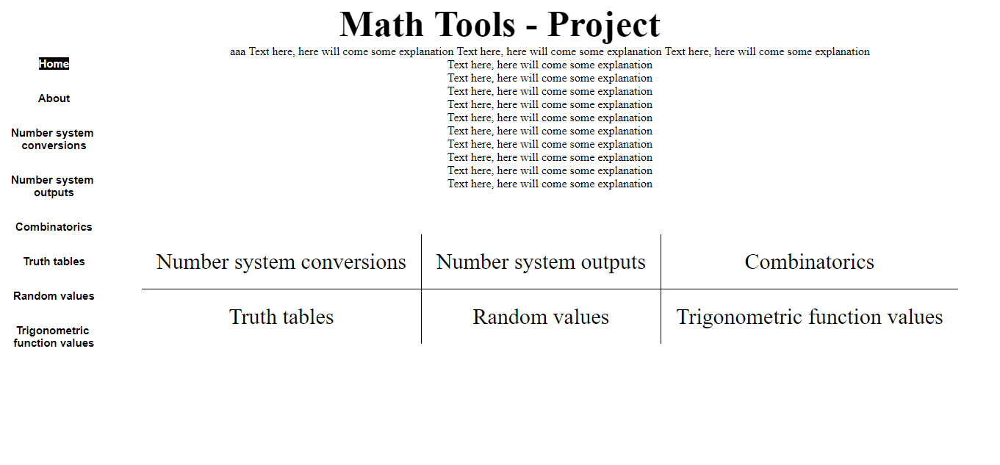 Math Tools - Project
aaa Text here, here will come some explanation Text here, here will come some explanation Text here, here will come some explanation
Text here, here will come some explanation
Text here, here will come some explanation
Text here, here will come some explanation
Text here, here will come some explanation
Text here, here will come some explanation
Text here, here will come some explanation
Text here, here will come some explanation
Text here, here will come some explanation
Text here, here will come some explanation
Text here, here will come some explanation
Home
About
Number system
conversions
Number system
outputs
Combinatorics
Truth tables
Random values
Trigonometric
function values
Number system conversions
Number system outputs
Combinatorics
Truth tables
Random values
Trigonometric function values